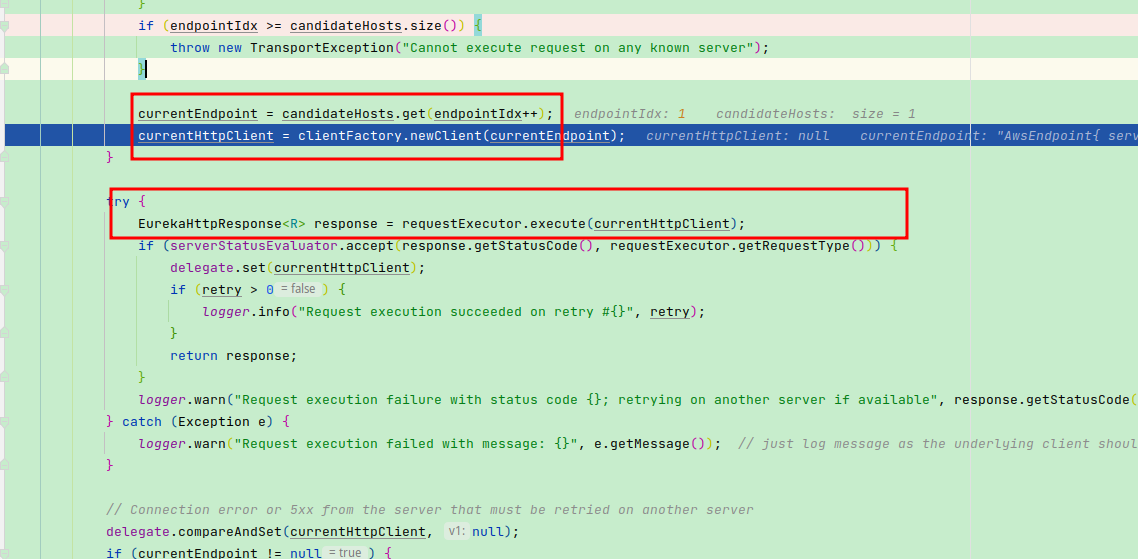 }
if (endpointIdx >= candidateHosts.size()) {
throw new TransportException("Cannot execute request on any known server");
}
currentEndpoint = candidateHosts.get(endpointIdx++); endpointIdx: 1 candidateHosts: size = 1
currentHttpClient = clientFactory.newClient(currentEndpoint); currentHttpClient: null currentEndpoint: "AwsEndpoint{ serv
}
try {
EurekaHttpResponse<R> response = requestExecutor.execute(currentHttpClient);
if (serverStatusEvaluator.accept(response.getStatusCode(), requestExecutor.getRequestType())) {
delegate.set(currentHttpClient);
if (retry > 0 = false ) {
logger.info("Request execution succeeded on retry #{}", retry);
}
return response;
}
logger.warn("Request execution failure with status code {}; retrying on another server if available", response.getStatusCode(
} catch (Exception e) {
logger.warn("Request execution failed with message: {}", e.getMessage()); // just log message as the underlying client shoul
}
// Connection error or 5xx from the server that must be retried on another server
delegate.compareAndSet(currentHttpClient, v1: null);
if (currentEndpoint != null = true ) {